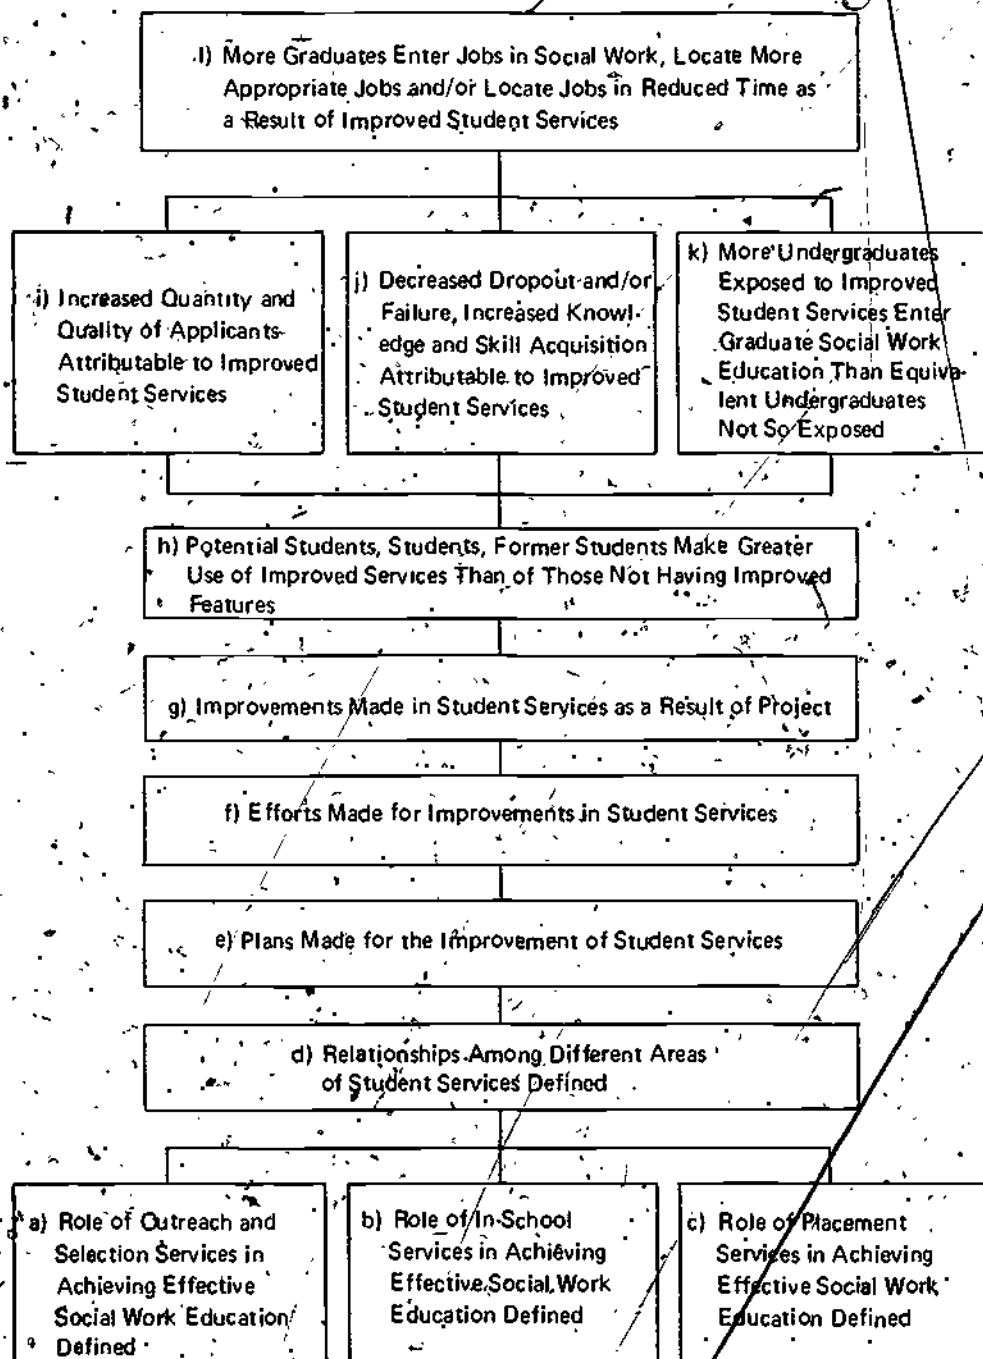 l) More Graduates Enter Jobs in Social Work, Locate More
Appropriate Jobs and/or Locate Jobs in Reduced Time as
a Result of Improved Student Services
i) Increased Quantity and
Quality of Applicants
Attributable to Improved
Student Services
j) Decreased Dropout and/or
Failure, Increased Knowl-
edge and Skill Acquisition
Attributable to Improved
Student Services
k) More Undergraduates
Exposed to Improved
Student Services Enter
Graduate Social Work
Education Than Equiva-
lent Undergraduates
Not So Exposed
h) Potential Students, Students, Former Students Make Greater
Use of Improved Services Than of Those Not Having Improved
Features
g) Improvements Made in Student Services as a Result of Project
f) Efforts Made for Improvements in Student Services
e) Plans Made for the Improvement of Student Services
d) Relationships Among Different Areas
of Student Services Defined
a) Role of Outreach and
Selection Services in
Achieving Effective
Social Work Education
Defined
b) Role of In-School
Services in Achieving
Effective Social Work
Education Defined
c) Role of Placement
Services in Achieving
Effective Social Work
Education Defined